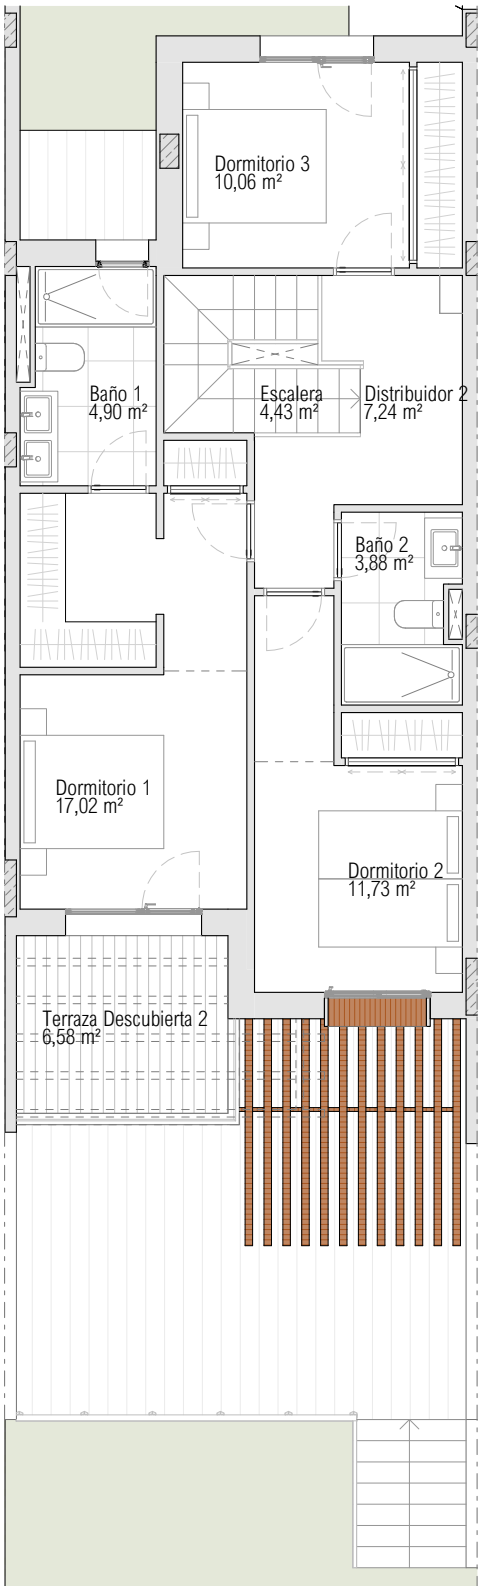 Dormitorio 3
10,06 m²
Baño 1
4,90 m²
Escalera
4,43 m²
Distribuidor 2
7,24 m²
Baño 2
3,88 m²
Dormitorio 1
17,02 m²
Dormitorio 2
11,73 m²
Terraza Descubierta 2
6,58 m²